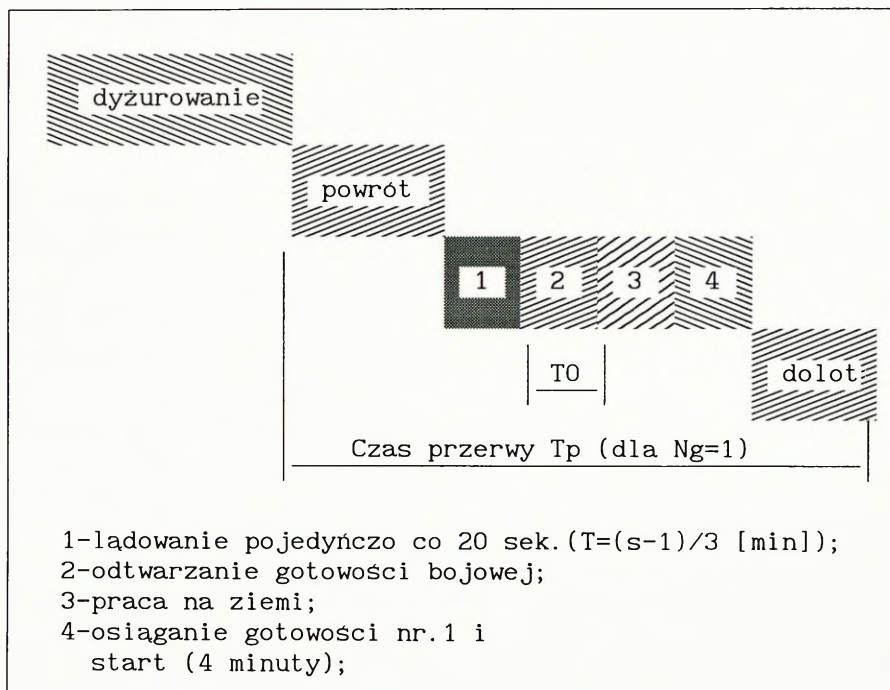 dyżurowanie
powrót
1 2 3 4
TO
dolot
Czas przerwy Tp (dla Ng=1)
1-lądowanie pojedyńczo co 20 sek.(T=(s-1)/3 [min]);
2-odtwarzanie gotowości bojowej;
3-praca na ziemi;
4-osiąganie gotowości nr.1 i
start (4 minuty);